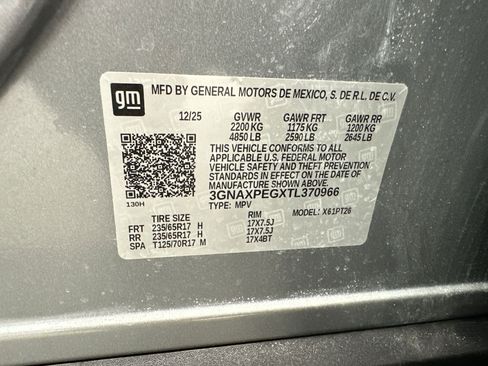 gm
MFD BY GENERAL MOTORS DE MEXICO, S. DE R.L. DE C.V.
12/25 GVWR GAWR FRT GAWR RR
2200 KG 1175 KG 1200 KG
4850 LB 2590 LB 2645 LB
THIS VEHICLE CONFORMS TO ALL
APPLICABLE U.S. FEDERAL MOTOR
VEHICLE SAFETY AND THEFT PREVENTION
STANDARDS IN EFFECT ON THE DATE OF
MANUFACTURE SHOWN ABOVE.
3GNAXPEGXTL370966
130H TYPE: MPV MODEL: X61PT26
TIRE SIZE RIM
FRT 235/65R17 H 17X7.5J
RR 235/65R17 H 17X7.5J
SPA T125/70R17 M 17X4BT